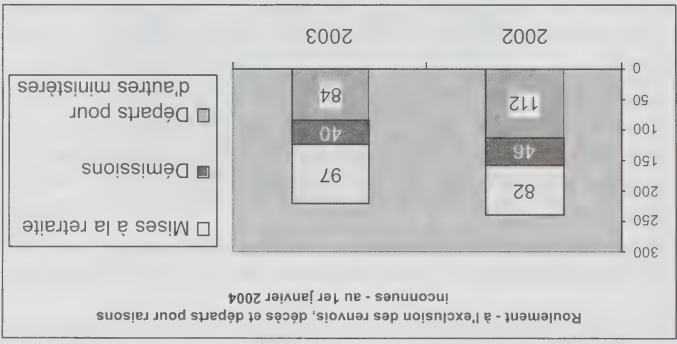 Roulement - à l'exclusion des renvois, décès et départs pour raisons
inconnues - au 1er janvier 2004
300
250
200
150
100
50
0
82
46
112
97
40
84
2002
2003
Mises à la retraite
Démissions
Départs pour
d'autres ministères